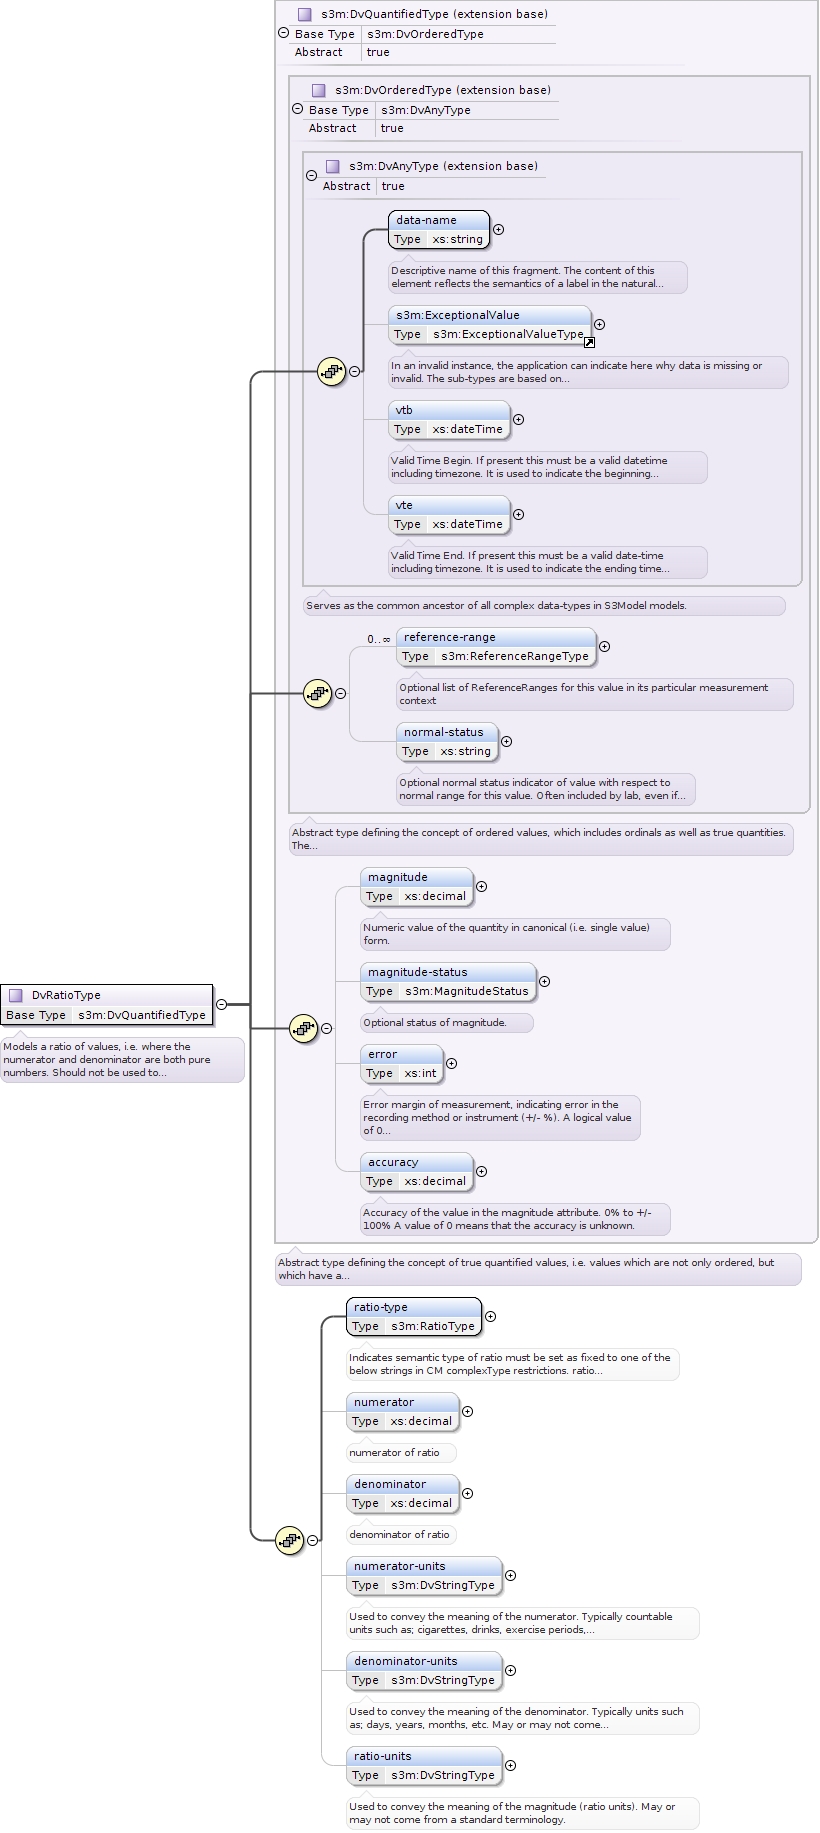 s3m:DvQuantifiedType (extension base)
Base Type s3m:DvOrderedType
Abstract true
s3m:DvOrderedType (extension base)
Base Type s3m:DvAnyType
Abstract true
s3m:DvAnyType (extension base)
Abstract true
data-name
Type xs:string
Descriptive name of this fragment. The content of this
element reflects the semantics of a label in the natural...
s3m:ExceptionalValue
Type s3m:ExceptionalValueType
In an invalid instance, the application can indicate here why data is missing or
invalid. The sub-types are based on...
vtb
Type xs:dateTime
Valid Time Begin. If present this must be a valid datetime
including timezone. It is used to indicate the beginning...
vte
Type xs:dateTime
Valid Time End. If present this must be a valid date-time
including timezone. It is used to indicate the ending time...
Serves as the common ancestor of all complex data-types in S3Model models.
0..∞
reference-range
Type s3m:ReferenceRangeType
Optional list of ReferenceRanges for this value in its particular measurement
context
normal-status
Type xs:string
Optional normal status indicator of value with respect to
normal range for this value. Often included by lab, even if...
Abstract type defining the concept of ordered values, which includes ordinals as well as true quantities.
The...
magnitude
Type xs:decimal
Numeric value of the quantity in canonical (i.e. single value)
form.
magnitude-status
Type s3m:MagnitudeStatus
Optional status of magnitude.
DvRatioType
Base Type s3m:DvQuantifiedType
Models a ratio of values, i.e. where the
numerator and denominator are both pure
numbers. Should not be used to...
error
Type xs:int
Error margin of measurement, indicating error in the
recording method or instrument (+/- %). A logical value
of 0...
accuracy
Type xs:decimal
Accuracy of the value in the magnitude attribute. 0% to +/-
100% A value of 0 means that the accuracy is unknown.
Abstract type defining the concept of true quantified values, i.e. values which are not only ordered, but
which have a...
ratio-type
Type s3m:RatioType
Indicates semantic type of ratio must be set as fixed to one of the
below strings in CM complexType restrictions. ratio...
numerator
Type xs:decimal
numerator of ratio
denominator
Type xs:decimal
denominator of ratio
numerator-units
Type s3m:DvStringType
Used to convey the meaning of the numerator. Typically countable
units such as; cigarettes, drinks, exercise periods,...
denominator-units
Type s3m:DvStringType
Used to convey the meaning of the denominator. Typically units such
as; days, years, months, etc. May or may not come...
ratio-units
Type s3m:DvStringType
Used to convey the meaning of the magnitude (ratio units). May or
may not come from a standard terminology.